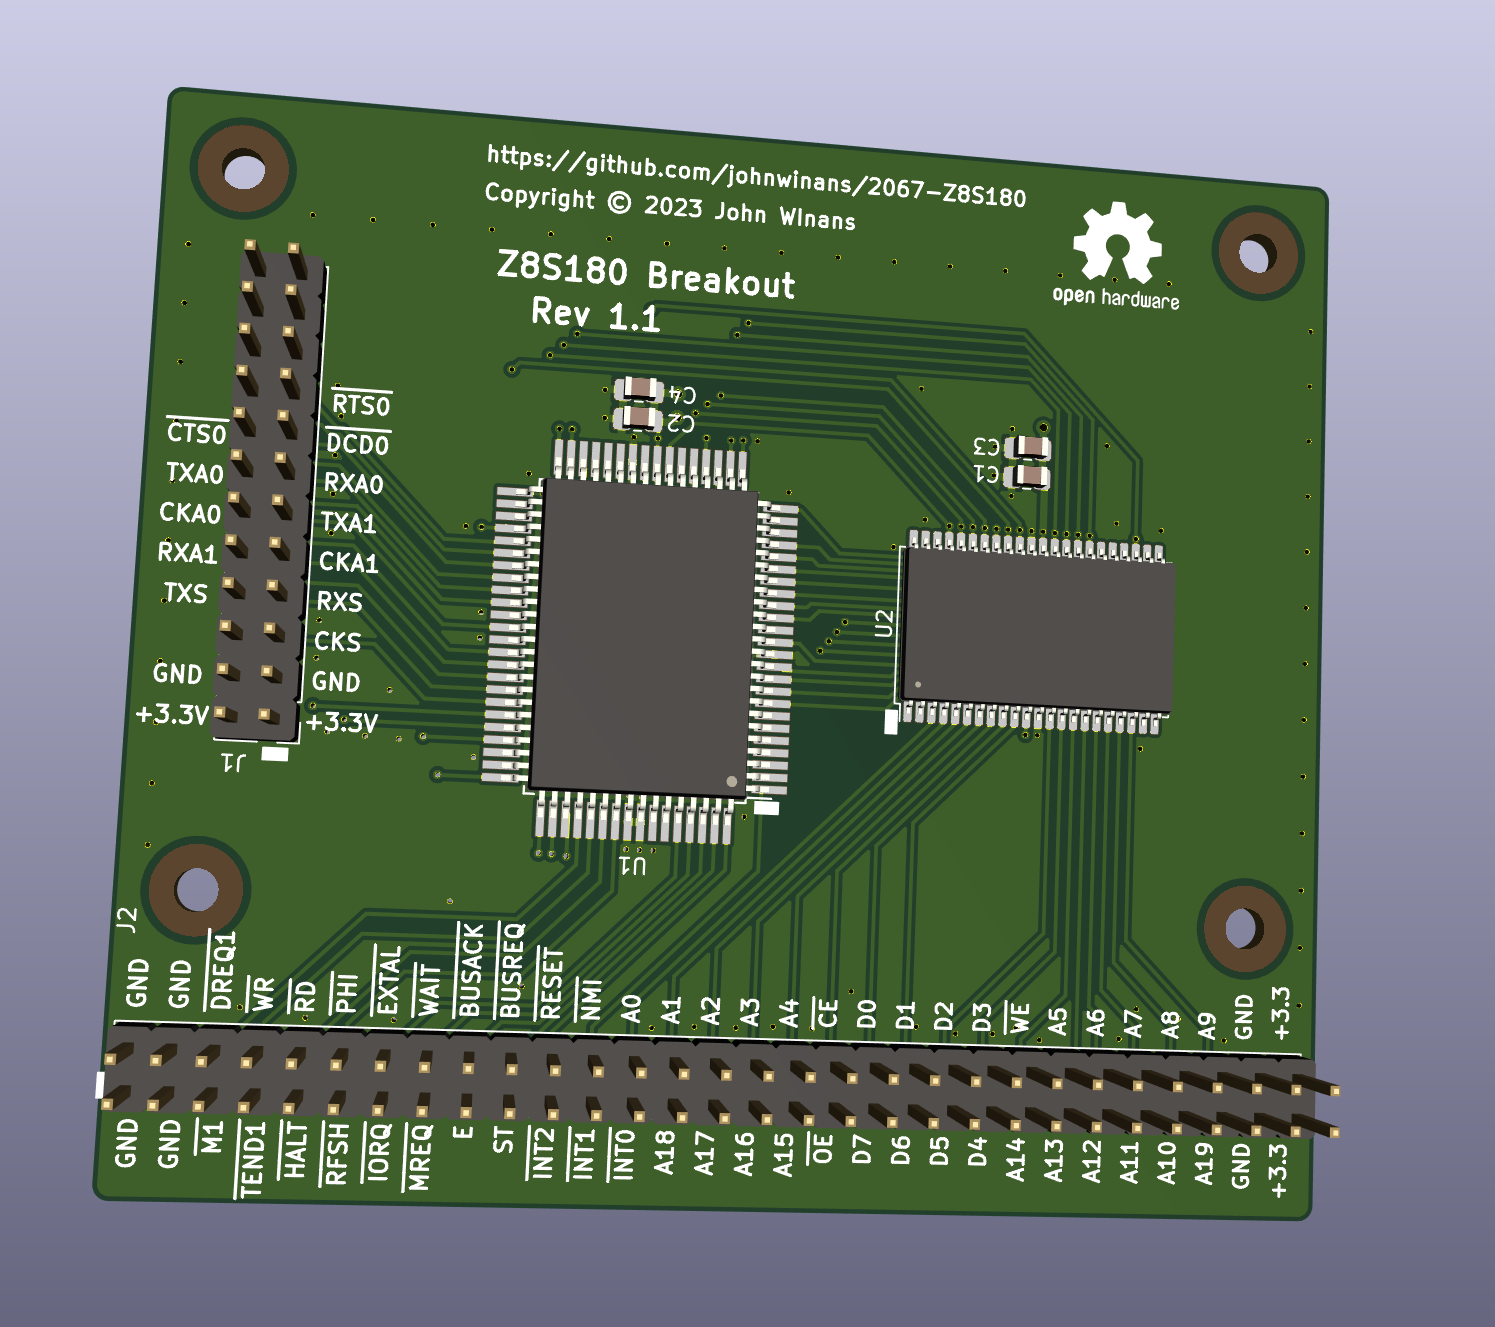 https://github.com/johnwinans/2067-Z8S180
Copyright © 2023 John Winans
Z8S180 Breakout
Rev 1.1
open hardware
C4
C2
C3
C1
RTS0
CTS0
DCD0
TXA0
RXA0
CKA0
TXA1
RXA1
CKA1
TXS
RXS
CKS
GND
GND
+3.3V
+3.3V
J1
U2
U1
J2
GND GND DREQ1 WR RD PHI EXTAL WAIT BUSACK BUSREQ RESET NMI A0 A1 A2 A3 A4 CE D0 D1 D2 D3 WE A5 A6 A7 A8 A9 GND +3.3
GND GND M1 TEND1 HALT RFSH IORQ MREQ E ST INT2 INT1 INT0 A18 A17 A16 A15 OE D7 D6 D5 D4 A14 A13 A12 A11 A10 A19 GND +3.3